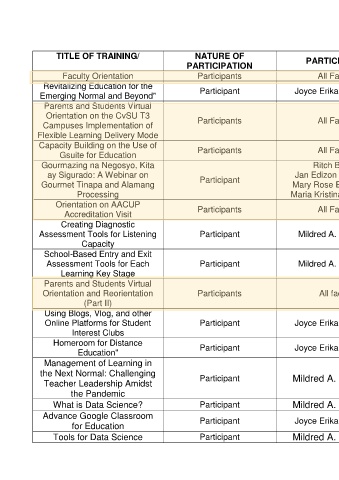 TITLE OF TRAINING/
NATURE OF
PARTICIPATION
PARTIC
Faculty Orientation
Participants
All Fa
Revitalizing Education for the
Emerging Normal and Beyond"
Participant
Joyce Erika
Parents and Students Virtual
Orientation on the CvSU T3
Campuses Implementation of
Flexible Learning Delivery Mode
Participants
All Fa
Capacity Building on the Use of
Gsuite for Education
Participants
All Fa
Gourmazing na Negosyo, Kita
ay Sigurado: A Webinar on
Gourmet Tinapa and Alamang
Processing
Participant
Ritch B
Jan Edizon
Mary Rose E
Maria Kristina
Orientation on AACUP
Accreditation Visit
Participants
All Fa
Creating Diagnostic
Assessment Tools for Listening
Capacity
Participant
Mildred A.
School-Based Entry and Exit
Assessment Tools for Each
Learning Key Stage
Participant
Mildred A.
Parents and Students Virtual
Orientation and Reorientation
(Part II)
Participants
All fac
Using Blogs, Vlog, and other
Online Platforms for Student
Interest Clubs
Participant
Joyce Erika
Homeroom for Distance
Education"
Participant
Joyce Erika
Management of Learning in
the Next Normal: Challenging
Teacher Leadership Amidst
the Pandemic
Participant
Mildred A.
What is Data Science?
Participant
Mildred A.
Advance Google Classroom
for Education
Participant
Joyce Erika
Tools for Data Science
Participant
Mildred A.